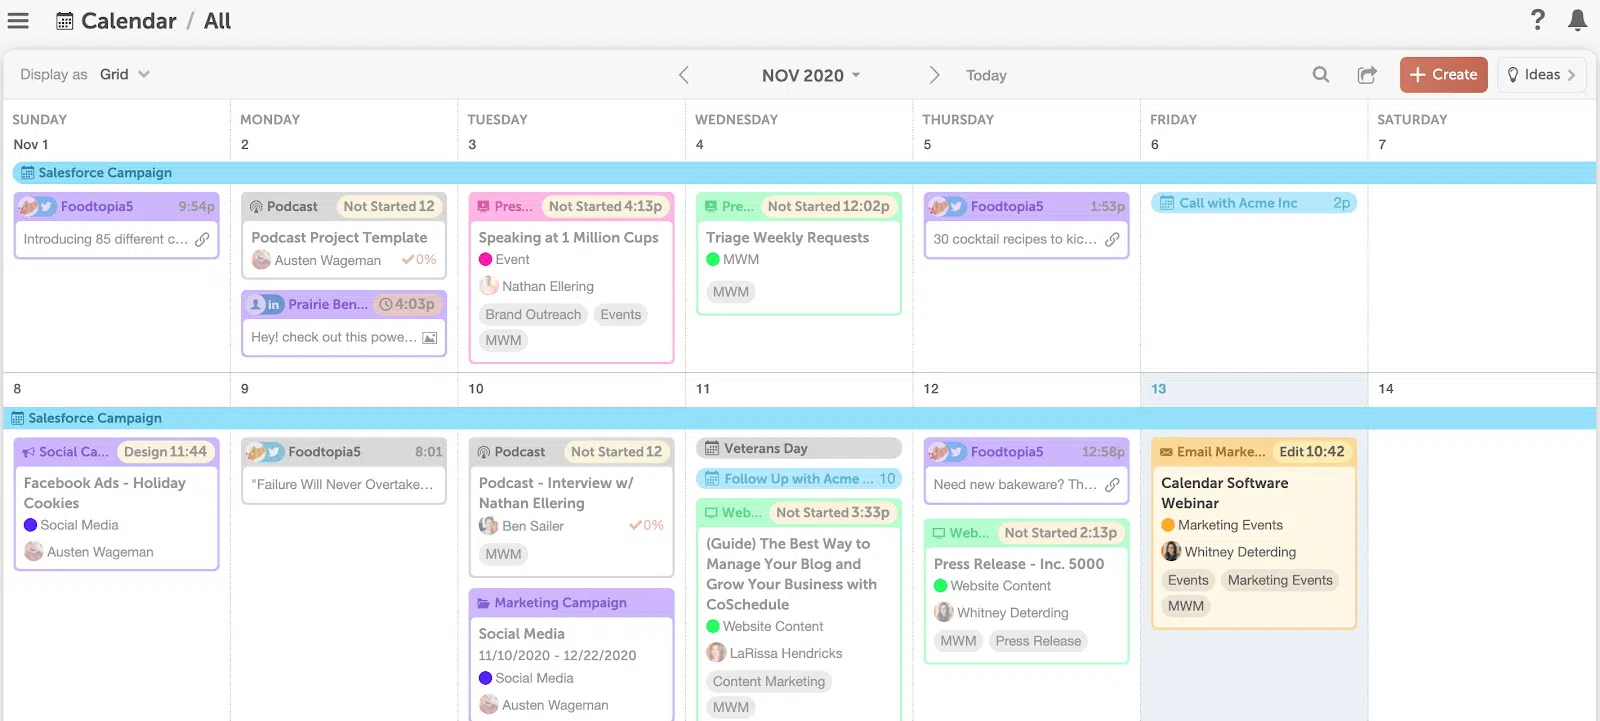 Calendar / All
?
Display as Grid
NOV 2020
Today
+ Create
Ideas
SUNDAY MONDAY TUESDAY WEDNESDAY THURSDAY FRIDAY SATURDAY
Nov 1 2 3 4 5 6 7
Salesforce Campaign
Foodtopia5 9:54p
Introducing 85 different c...
Podcast Not Started 12
Podcast Project Template
Austen Wageman 0%
in Prairie Ben... 4:03p
Hey! check out this powe...
Pres... Not Started 4:13p
Speaking at 1 Million Cups
Event
Nathan Ellering
Brand Outreach Events
MWM
Pre... Not Started 12:02p
Triage Weekly Requests
MWM
MWM
Foodtopia5 1:53p
30 cocktail recipes to kic...
Call with Acme Inc 2p
8 9 10 11 12 13 14
Salesforce Campaign
Social Ca... Design 11:44
Facebook Ads - Holiday
Cookies
Social Media
Austen Wageman
Foodtopia5 8:01
"Failure Will Never Overtake...
Podcast Not Started 12
Podcast - Interview w/
Nathan Ellering
Ben Sailer 0%
MWM
Marketing Campaign
Social Media
11/10/2020 - 12/22/2020
Social Media
Austen Wageman
Veterans Day
Follow Up with Acme ... 10
Web... Not Started 3:33p
(Guide) The Best Way to
Manage Your Blog and
Grow Your Business with
CoSchedule
Website Content
LaRissa Hendricks
Content Marketing
MWM
Foodtopia5 12:58p
Need new bakeware? Th...
Web... Not Started 2:13p
Press Release - Inc. 5000
Website Content
Whitney Deterding
MWM Press Release
Email Marke... Edit 10:42
Calendar Software
Webinar
Marketing Events
Whitney Deterding
Events Marketing Events
MWM